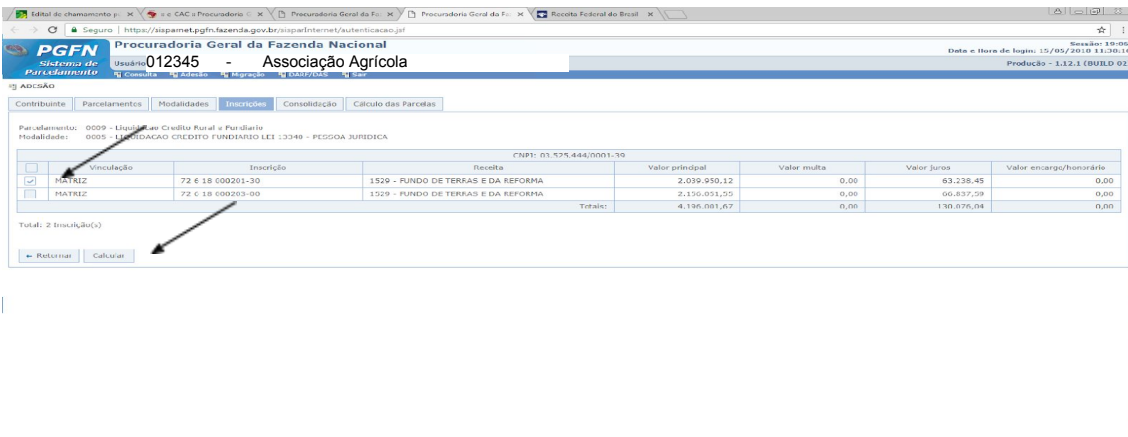 Edital de chamamento p
e CAC a Procuradoria G
Procuradoria Geral da Fa
Procuradoria Geral da Fa
Receita Federal do Brasil
Seguro | https://sisparnet.pgfn.fazenda.gov.br/sisparInternet/autenticacao.jsf
PGFN
Sistema de
Parcelamento
Procuradoria Geral da Fazenda Nacional
Sessão: 19:06
Data e Hora de login: 15/05/2018 11:30:16
Usuário 012345 - Associação Agrícola
Produção - 1.12.1 (BUILD 02
Consulta Adesão Migração DARF/DAS Sair
ADESÃO
Contribuinte Parcelamentos Modalidades Inscrições Consolidação Cálculo das Parcelas
Parcelamento: 0009 - Liquidacao Credito Rural e Fundiario
Modalidade: 0005 - LIQUIDACAO CREDITO FUNDIARIO LEI 13340 - PESSOA JURIDICA
CNPJ: 03.525.444/0001-39
Vinculação Inscrição Receita Valor principal Valor multa Valor juros Valor encargo/honorário
MATRIZ 72 6 18 000201-30 1529 - FUNDO DE TERRAS E DA REFORMA 2.039.950,12 0,00 63.238,45 0,00
MATRIZ 72 6 18 000203-00 1529 - FUNDO DE TERRAS E DA REFORMA 2.156.051,55 0,00 66.837,59 0,00
Totais: 4.196.001,67 0,00 130.076,04 0,00
Total: 2 Inscrição(s)
← Retornar Calcular